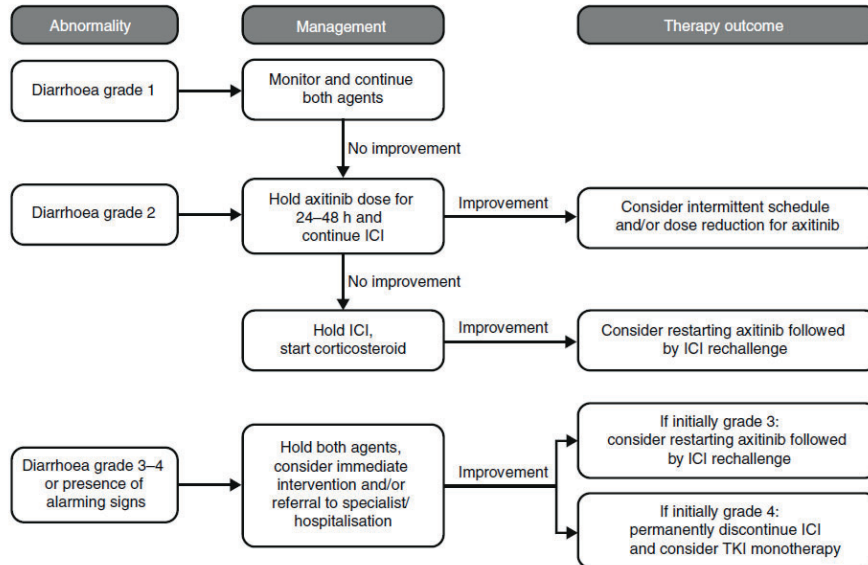 Abnormality
Management
Therapy outcome
Diarrhoea grade 1
Monitor and continue
both agents
No improvement
Diarrhoea grade 2
Hold axitinib dose for
24–48 h and
continue ICI
Improvement
Consider intermittent schedule
and/or dose reduction for axitinib
No improvement
Hold ICI,
start corticosteroid
Improvement
Consider restarting axitinib followed
by ICI rechallenge
Diarrhoea grade 3–4
or presence of
alarming signs
Hold both agents,
consider immediate
intervention and/or
referral to specialist/
hospitalisation
Improvement
If initially grade 3:
consider restarting axitinib followed
by ICI rechallenge
If initially grade 4:
permanently discontinue ICI
and consider TKI monotherapy